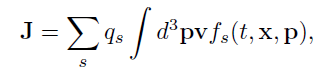 J = ∑_s q_s ∫ d³p v f_s(t, x, p),